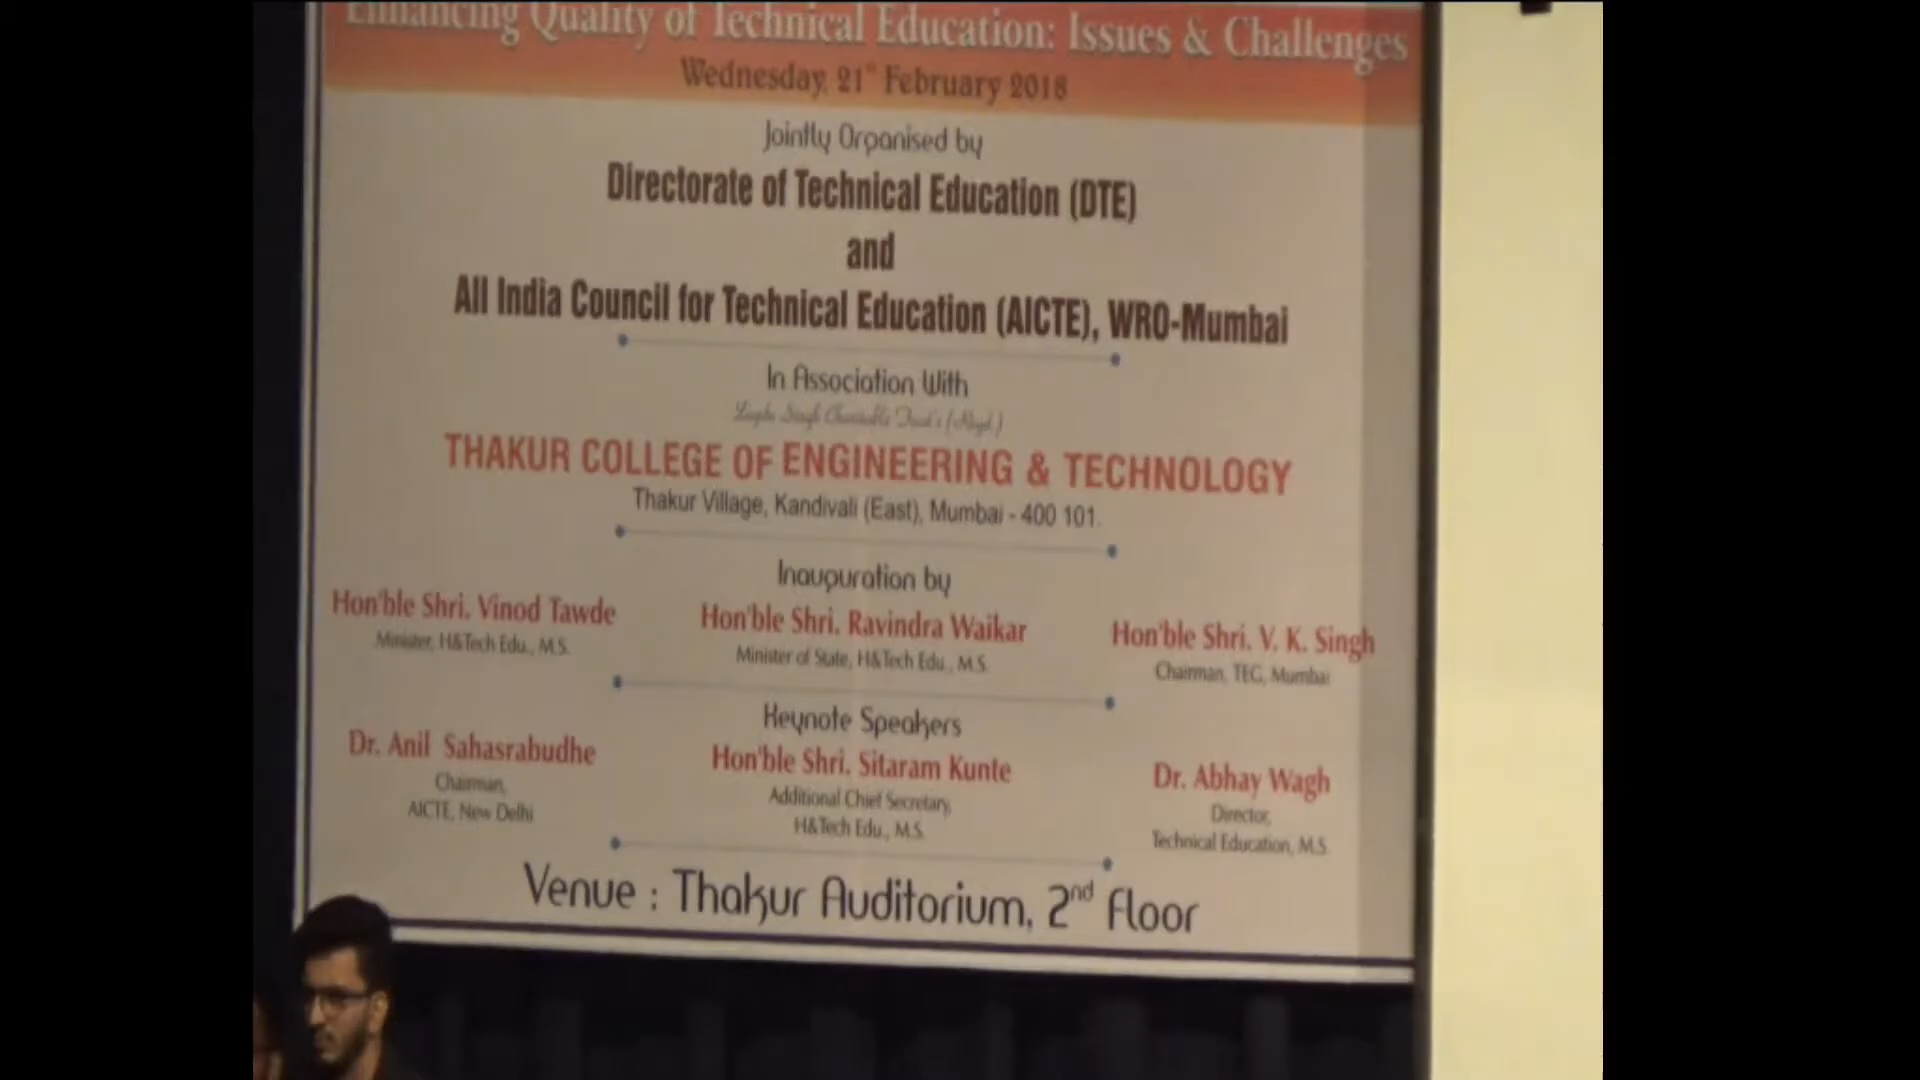 Enhancing Quality of Technical Education: Issues & Challenges
Wednesday, 21st February 2018
Jointly Organised by
Directorate of Technical Education (DTE)
and
All India Council for Technical Education (AICTE), WRO-Mumbai
In Association With
Singh Charitable Trust's (Regd.)
THAKUR COLLEGE OF ENGINEERING & TECHNOLOGY
Thakur Village, Kandivali (East), Mumbai - 400 101.
Inauguration by
Hon'ble Shri. Vinod Tawde Hon'ble Shri. Ravindra Waikar Hon'ble Shri. V. K. Singh
Minister, H&Tech Edu., M.S. Minister of State, H&Tech Edu., M.S. Chairman, TEG, Mumbai
Keynote Speakers
Dr. Anil Sahasrabudhe Hon'ble Shri. Sitaram Kunte Dr. Abhay Wagh
Chairman, Additional Chief Secretary, Director,
AICTE, New Delhi H&Tech Edu., M.S. Technical Education, M.S.
Venue : Thakur Auditorium, 2nd Floor